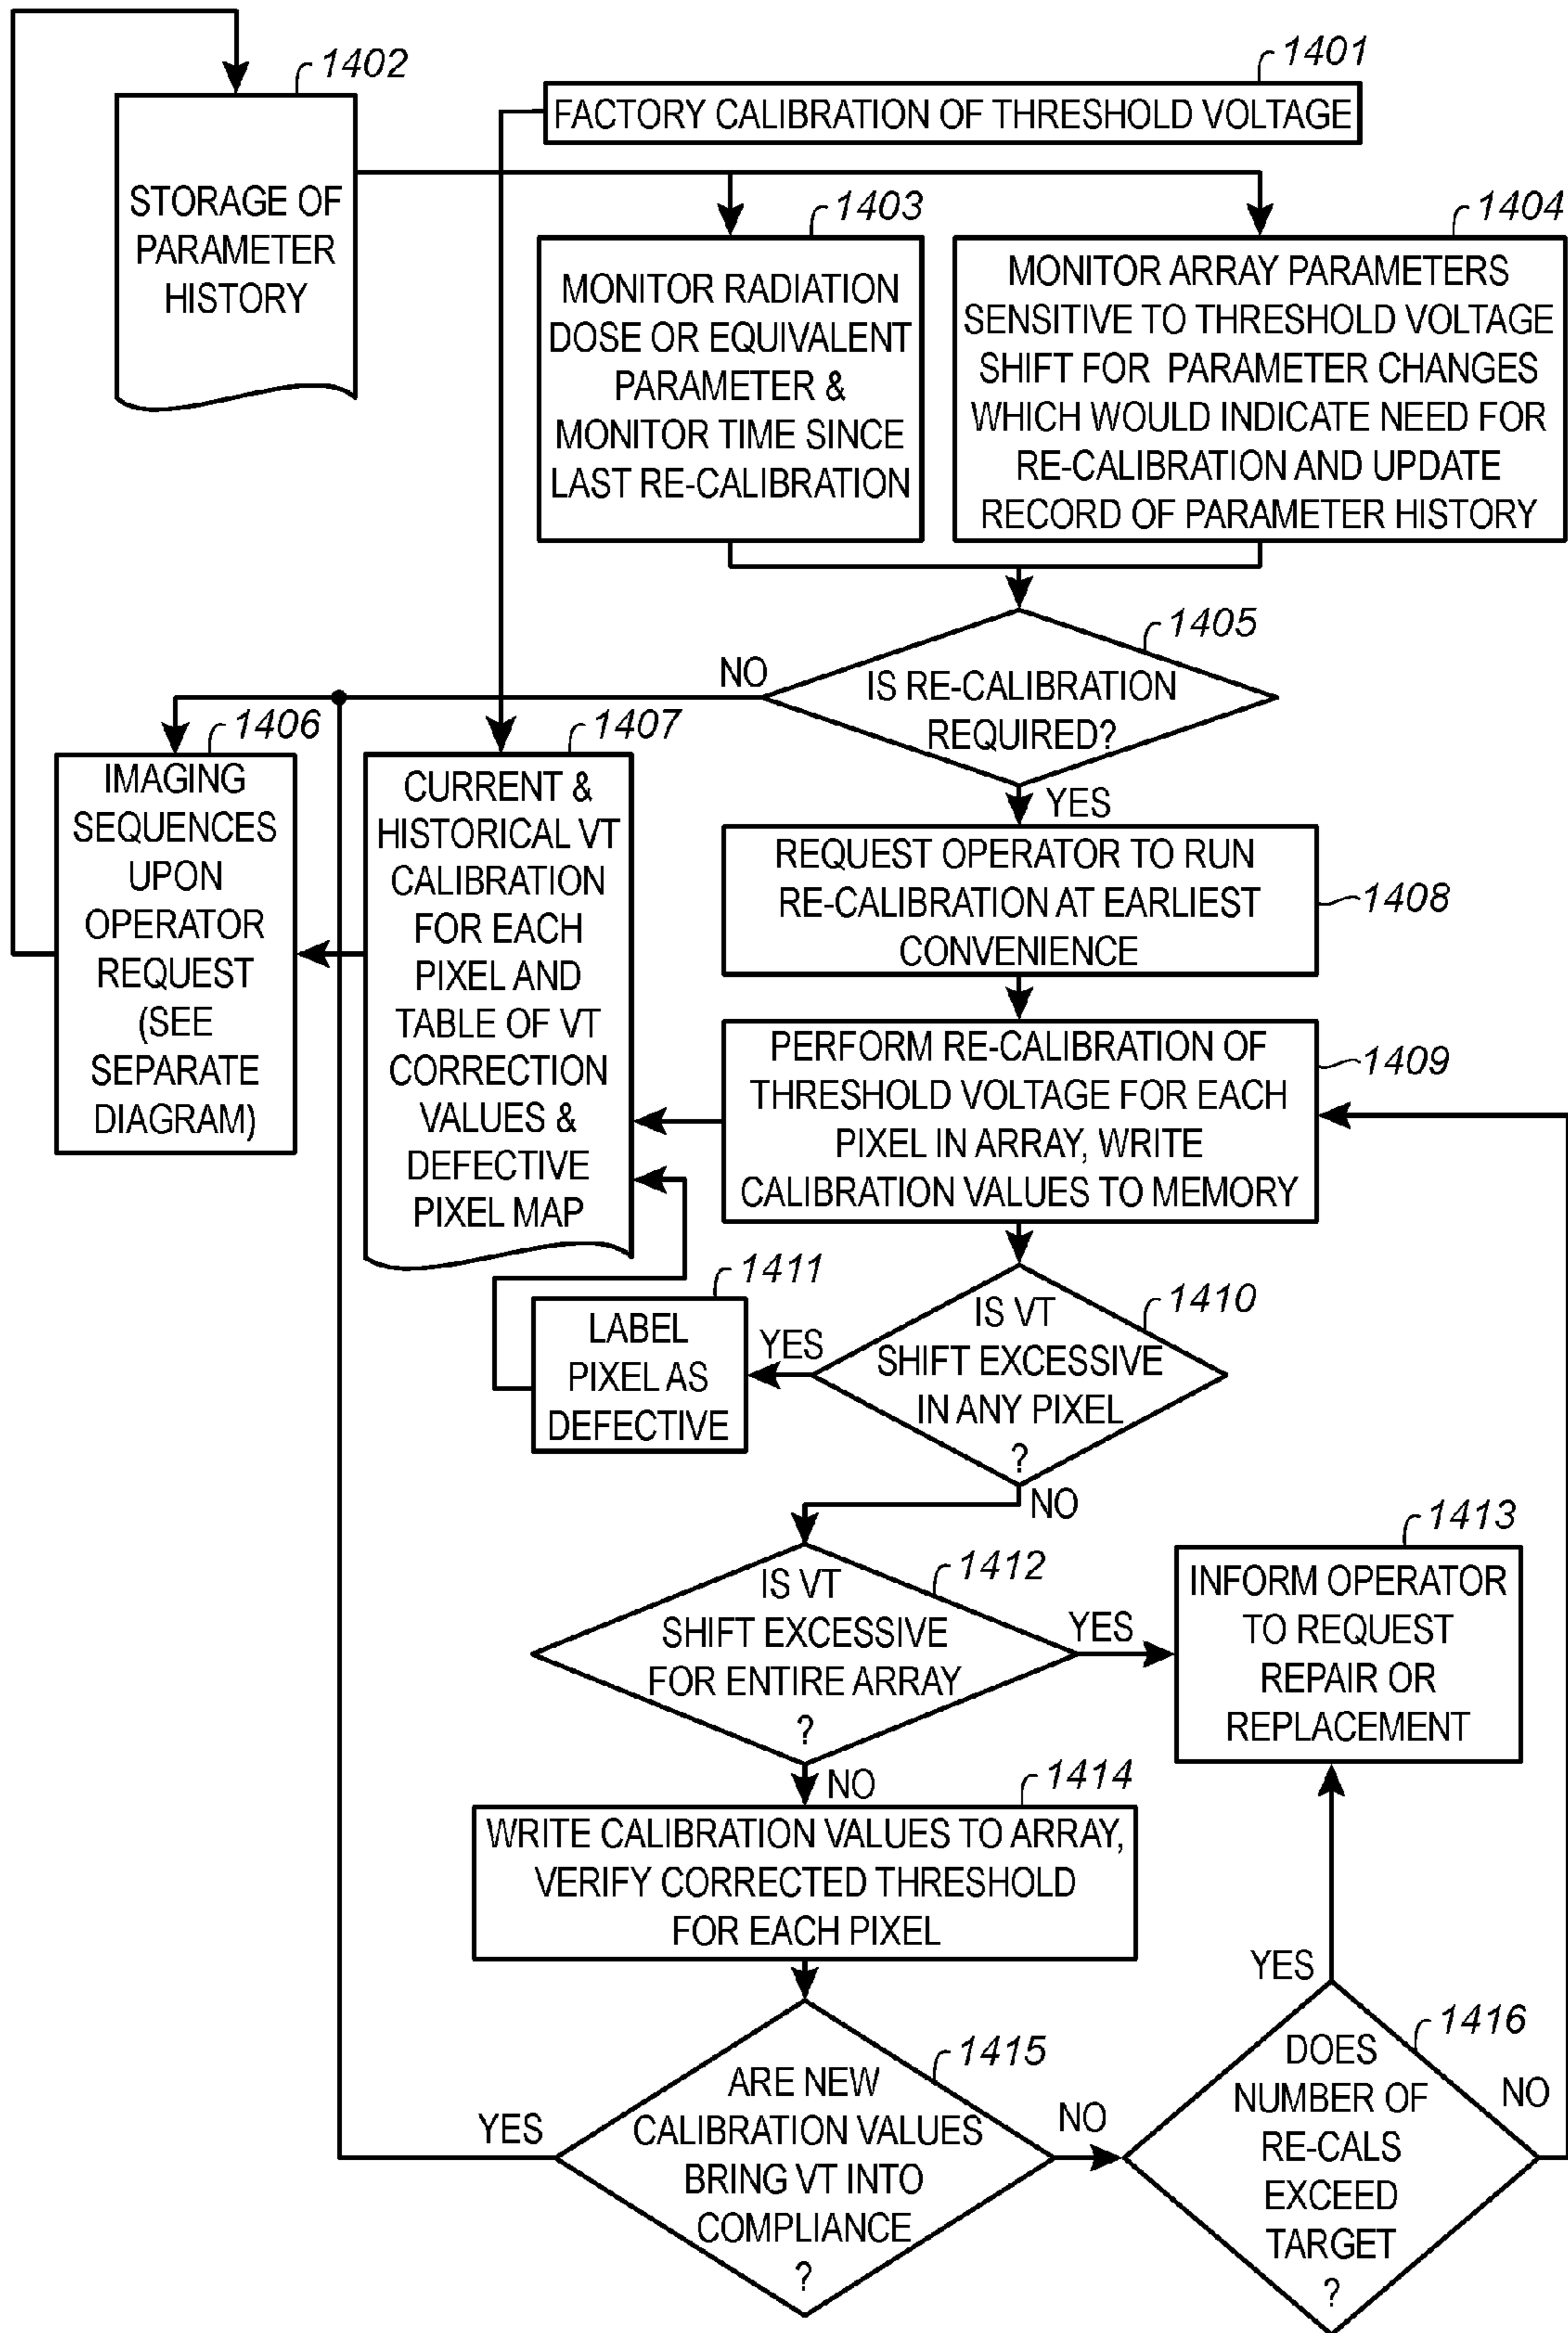 1401
FACTORY CALIBRATION OF THRESHOLD VOLTAGE
1402
STORAGE OF
PARAMETER
HISTORY
1403
MONITOR RADIATION
DOSE OR EQUIVALENT
PARAMETER &
MONITOR TIME SINCE
LAST RE-CALIBRATION
1404
MONITOR ARRAY PARAMETERS
SENSITIVE TO THRESHOLD VOLTAGE
SHIFT FOR PARAMETER CHANGES
WHICH WOULD INDICATE NEED FOR
RE-CALIBRATION AND UPDATE
RECORD OF PARAMETER HISTORY
1405
IS RE-CALIBRATION
REQUIRED?
NO
YES
1406
IMAGING
SEQUENCES
UPON
OPERATOR
REQUEST
(SEE
SEPARATE
DIAGRAM)
1407
CURRENT &
HISTORICAL VT
CALIBRATION
FOR EACH
PIXEL AND
TABLE OF VT
CORRECTION
VALUES &
DEFECTIVE
PIXEL MAP
REQUEST OPERATOR TO RUN
RE-CALIBRATION AT EARLIEST
CONVENIENCE
1408
PERFORM RE-CALIBRATION OF
THRESHOLD VOLTAGE FOR EACH
PIXEL IN ARRAY, WRITE
CALIBRATION VALUES TO MEMORY
1409
1410
IS VT
SHIFT EXCESSIVE
IN ANY PIXEL
?
YES
NO
1411
LABEL
PIXEL AS
DEFECTIVE
1412
IS VT
SHIFT EXCESSIVE
FOR ENTIRE ARRAY
?
YES
NO
1413
INFORM OPERATOR
TO REQUEST
REPAIR OR
REPLACEMENT
1414
WRITE CALIBRATION VALUES TO ARRAY,
VERIFY CORRECTED THRESHOLD
FOR EACH PIXEL
1415
ARE NEW
CALIBRATION VALUES
BRING VT INTO
COMPLIANCE
?
YES
NO
1416
DOES
NUMBER OF
RE-CALS
EXCEED
TARGET
?
YES
NO